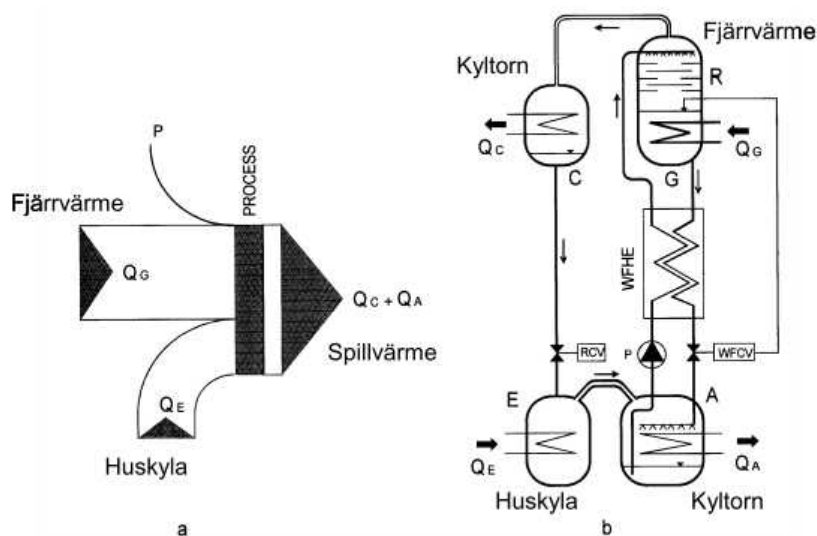 P
PROCESS
Fjärrvärme
QG
QC + QA
Spillvärme
QE
Huskyla
a
Fjärrvärme
Kyltorn
R
QC
QG
C
G
WFHE
RCV
P
WFCV
E
A
QE
QA
Huskyla
Kyltorn
b